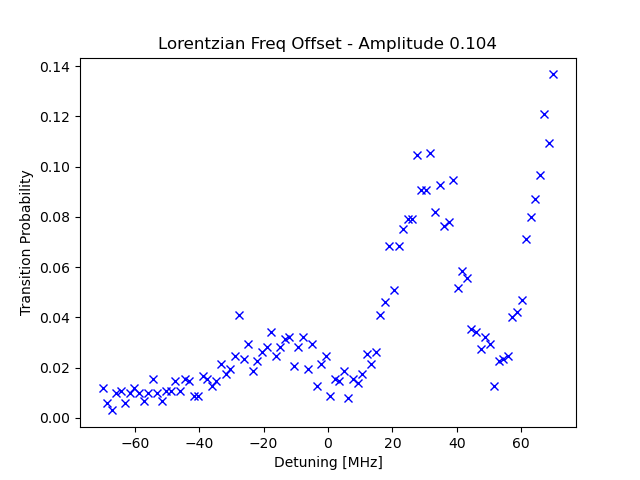 Lorentzian Freq Offset - Amplitude 0.104
0.14
0.12
0.10
0.08
0.06
0.04
0.02
0.00
Transition Probability
−60 −40 −20 0 20 40 60
Detuning [MHz]